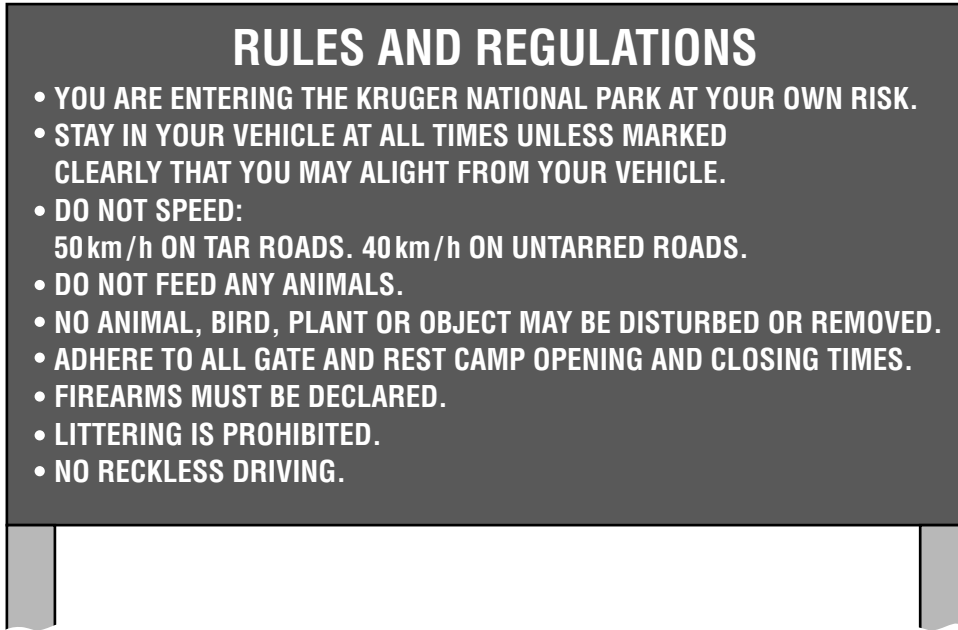 RULES AND REGULATIONS
• YOU ARE ENTERING THE KRUGER NATIONAL PARK AT YOUR OWN RISK.
• STAY IN YOUR VEHICLE AT ALL TIMES UNLESS MARKED
CLEARLY THAT YOU MAY ALIGHT FROM YOUR VEHICLE.
• DO NOT SPEED:
50 km/h ON TAR ROADS. 40 km/h ON UNTARRED ROADS.
• DO NOT FEED ANY ANIMALS.
• NO ANIMAL, BIRD, PLANT OR OBJECT MAY BE DISTURBED OR REMOVED.
• ADHERE TO ALL GATE AND REST CAMP OPENING AND CLOSING TIMES.
• FIREARMS MUST BE DECLARED.
• LITTERING IS PROHIBITED.
• NO RECKLESS DRIVING.